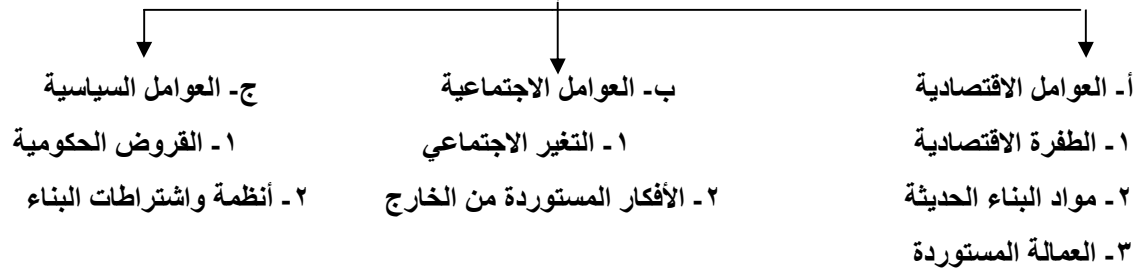 أ- العوامل الاقتصادية
١- الطفرة الاقتصادية
٢- مواد البناء الحديثة
٣- العمالة المستوردة
ب- العوامل الاجتماعية
١- التغير الاجتماعي
٢- الأفكار المستوردة من الخارج
ج- العوامل السياسية
١- القروض الحكومية
٢- أنظمة واشتراطات البناء